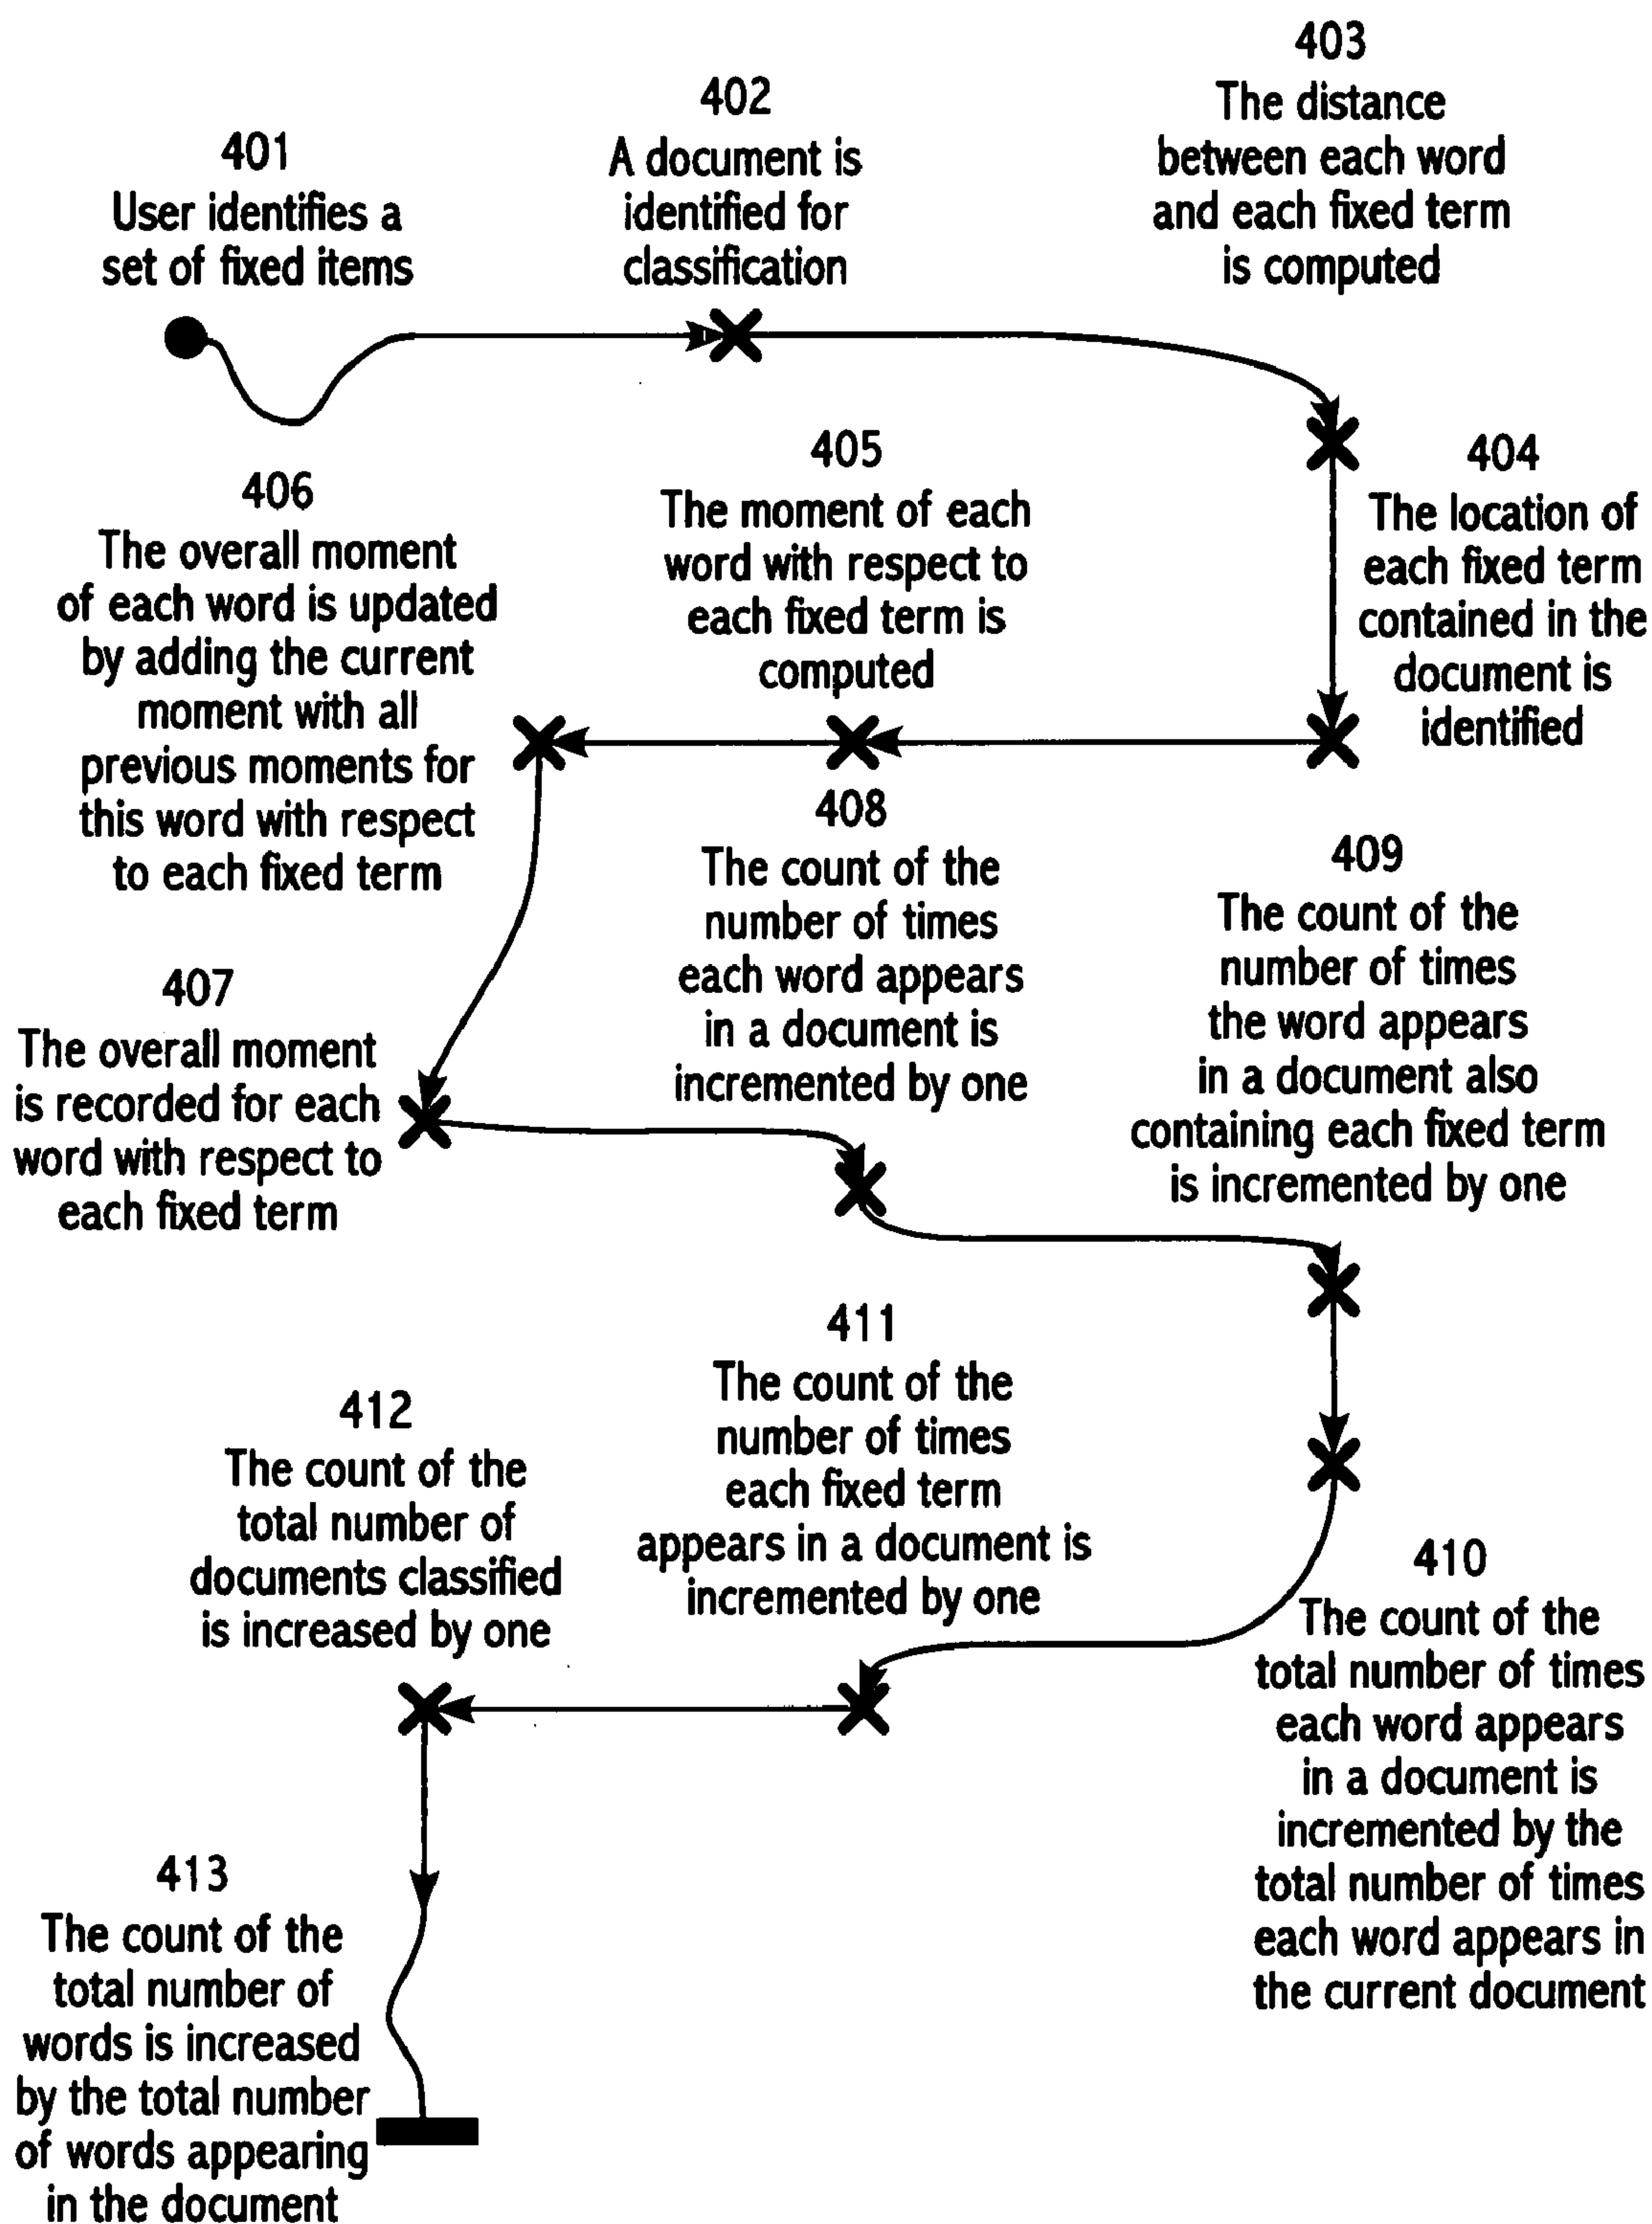 401
User identifies a
set of fixed items
402
A document is
identified for
classification
403
The distance
between each word
and each fixed term
is computed
404
The location of
each fixed term
contained in the
document is
identified
405
The moment of each
word with respect to
each fixed term is
computed
406
The overall moment
of each word is updated
by adding the current
moment with all
previous moments for
this word with respect
to each fixed term
407
The overall moment
is recorded for each
word with respect to
each fixed term
408
The count of the
number of times
each word appears
in a document is
incremented by one
409
The count of the
number of times
the word appears
in a document also
containing each fixed term
is incremented by one
410
The count of the
total number of times
each word appears
in a document is
incremented by the
total number of times
each word appears in
the current document
411
The count of the
number of times
each fixed term
appears in a document is
incremented by one
412
The count of the
total number of
documents classified
is increased by one
413
The count of the
total number of
words is increased
by the total number
of words appearing
in the document